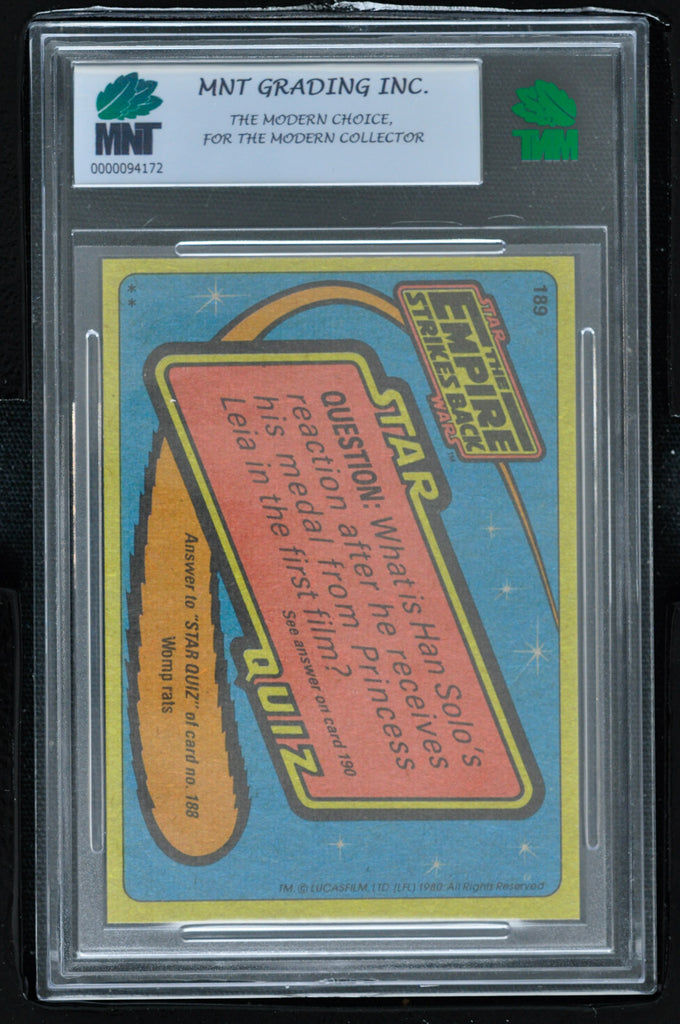 MNT GRADING INC.
THE MODERN CHOICE,
FOR THE MODERN COLLECTOR
MNT
0000094172
TMM
189
STAR
THE
EMPIRE
STRIKES BACK
WARS™
STAR
QUESTION: What is Han Solo's
reaction after he receives
his medal from Princess
Leia in the first film?
See answer on card 190
QUIZ
Answer to "STAR QUIZ" of card no. 188
Womp rats
**
TM, © LUCASFILM, LTD. (LFL) 1980. All Rights Reserved